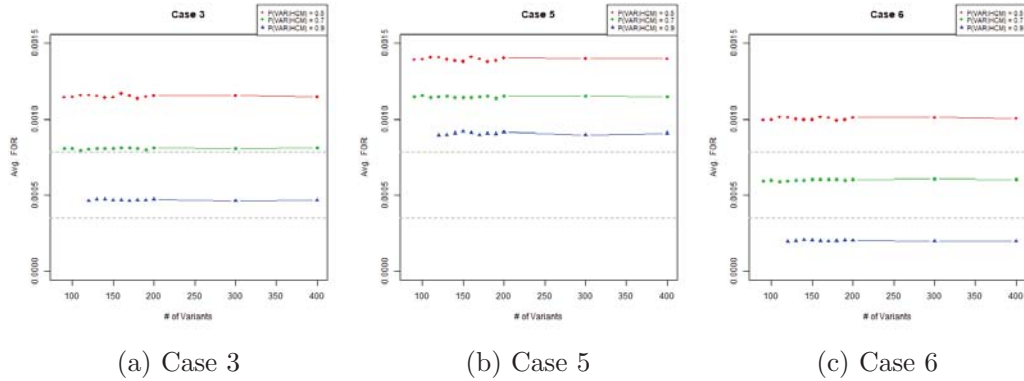 Case 3
P(VAR|HCM) = 0.5
P(VAR|HCM) = 0.7
P(VAR|HCM) = 0.9
Avg. FOR
0.0000
0.0005
0.0010
0.0015
100 150 200 250 300 350 400
# of Variants
Case 5
P(VAR|HCM) = 0.5
P(VAR|HCM) = 0.7
P(VAR|HCM) = 0.9
Avg. FOR
0.0000
0.0005
0.0010
0.0015
100 150 200 250 300 350 400
# of Variants
Case 6
P(VAR|HCM) = 0.5
P(VAR|HCM) = 0.7
P(VAR|HCM) = 0.9
Avg. FOR
0.0000
0.0005
0.0010
0.0015
100 150 200 250 300 350 400
# of Variants
(a) Case 3
(b) Case 5
(c) Case 6